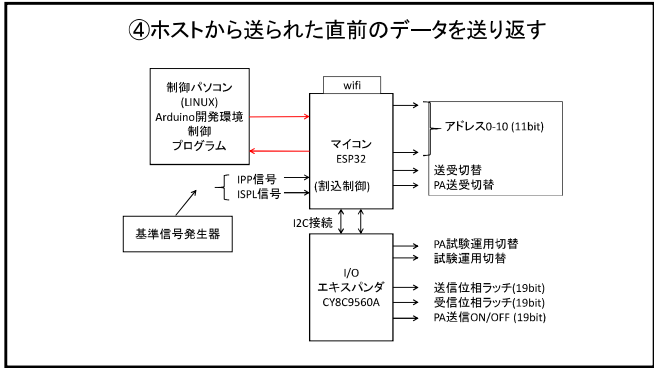 ④ホストから送られた直前のデータを送り返す
wifi
制御パソコン
(LINUX)
Arduino開発環境
制御
プログラム
マイコン
ESP32
(割込制御)
アドレス0-10 (11bit)
送受切替
PA送受切替
IPP信号
ISPL信号
基準信号発生器
I2C接続
I/O
エキスパンダ
CY8C9560A
PA試験運用切替
試験運用切替
送信位相ラッチ(19bit)
受信位相ラッチ(19bit)
PA送信ON/OFF (19bit)